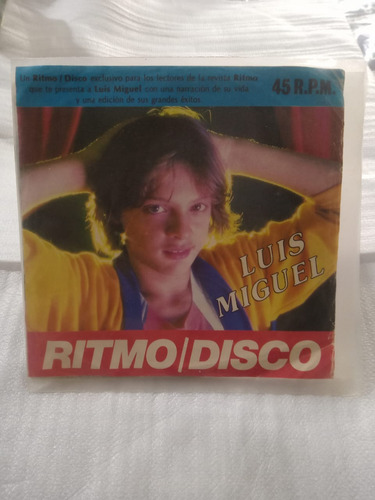 Un Ritmo / Disco exclusivo para los lectores de la revista Ritmo
que te presenta a Luis Miguel con una narración de su vida
y una edición de sus grandes éxitos
45 R.P.M.
LUIS
MIGUEL
RITMO/DISCO